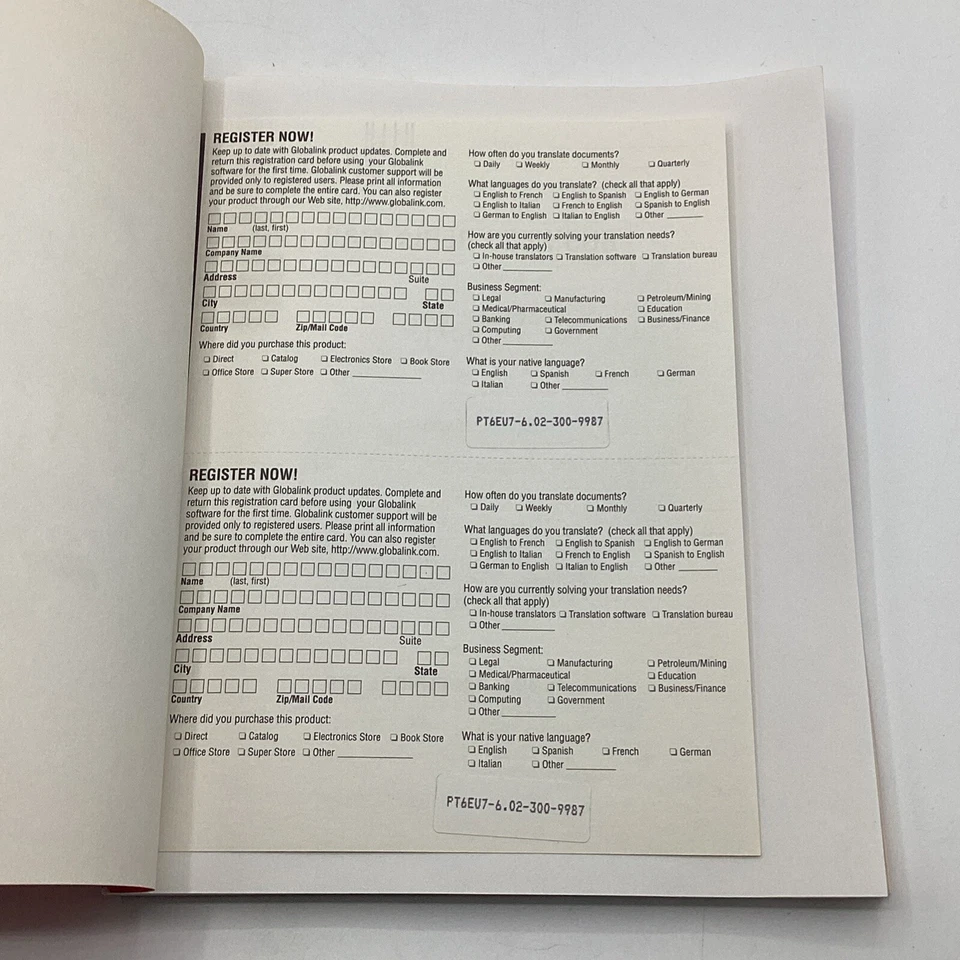 REGISTER NOW!
Keep up to date with Globalink product updates. Complete and
return this registration card before using your Globalink
software for the first time. Globalink customer support will be
provided only to registered users. Please print all information
and be sure to complete the entire card. You can also register
your product through our Web site, http://www.globalink.com.
Name (last, first)
Company Name
Address Suite
City State
Country Zip/Mail Code
Where did you purchase this product:
❏ Direct ❏ Catalog ❏ Electronics Store ❏ Book Store
❏ Office Store ❏ Super Store ❏ Other
How often do you translate documents?
❏ Daily ❏ Weekly ❏ Monthly ❏ Quarterly
What languages do you translate? (check all that apply)
❏ English to French ❏ English to Spanish ❏ English to German
❏ English to Italian ❏ French to English ❏ Spanish to English
❏ German to English ❏ Italian to English ❏ Other
How are you currently solving your translation needs?
(check all that apply)
❏ In-house translators ❏ Translation software ❏ Translation bureau
❏ Other
Business Segment:
❏ Legal ❏ Manufacturing ❏ Petroleum/Mining
❏ Medical/Pharmaceutical ❏ Education
❏ Banking ❏ Telecommunications ❏ Business/Finance
❏ Computing ❏ Government
❏ Other
What is your native language?
❏ English ❏ Spanish ❏ French ❏ German
❏ Italian ❏ Other
PT6EU7-6.02-300-9987
REGISTER NOW!
Keep up to date with Globalink product updates. Complete and
return this registration card before using your Globalink
software for the first time. Globalink customer support will be
provided only to registered users. Please print all information
and be sure to complete the entire card. You can also register
your product through our Web site, http://www.globalink.com.
Name (last, first)
Company Name
Address Suite
City State
Country Zip/Mail Code
Where did you purchase this product:
❏ Direct ❏ Catalog ❏ Electronics Store ❏ Book Store
❏ Office Store ❏ Super Store ❏ Other
How often do you translate documents?
❏ Daily ❏ Weekly ❏ Monthly ❏ Quarterly
What languages do you translate? (check all that apply)
❏ English to French ❏ English to Spanish ❏ English to German
❏ English to Italian ❏ French to English ❏ Spanish to English
❏ German to English ❏ Italian to English ❏ Other
How are you currently solving your translation needs?
(check all that apply)
❏ In-house translators ❏ Translation software ❏ Translation bureau
❏ Other
Business Segment:
❏ Legal ❏ Manufacturing ❏ Petroleum/Mining
❏ Medical/Pharmaceutical ❏ Education
❏ Banking ❏ Telecommunications ❏ Business/Finance
❏ Computing ❏ Government
❏ Other
What is your native language?
❏ English ❏ Spanish ❏ French ❏ German
❏ Italian ❏ Other
PT6EU7-6.02-300-9987